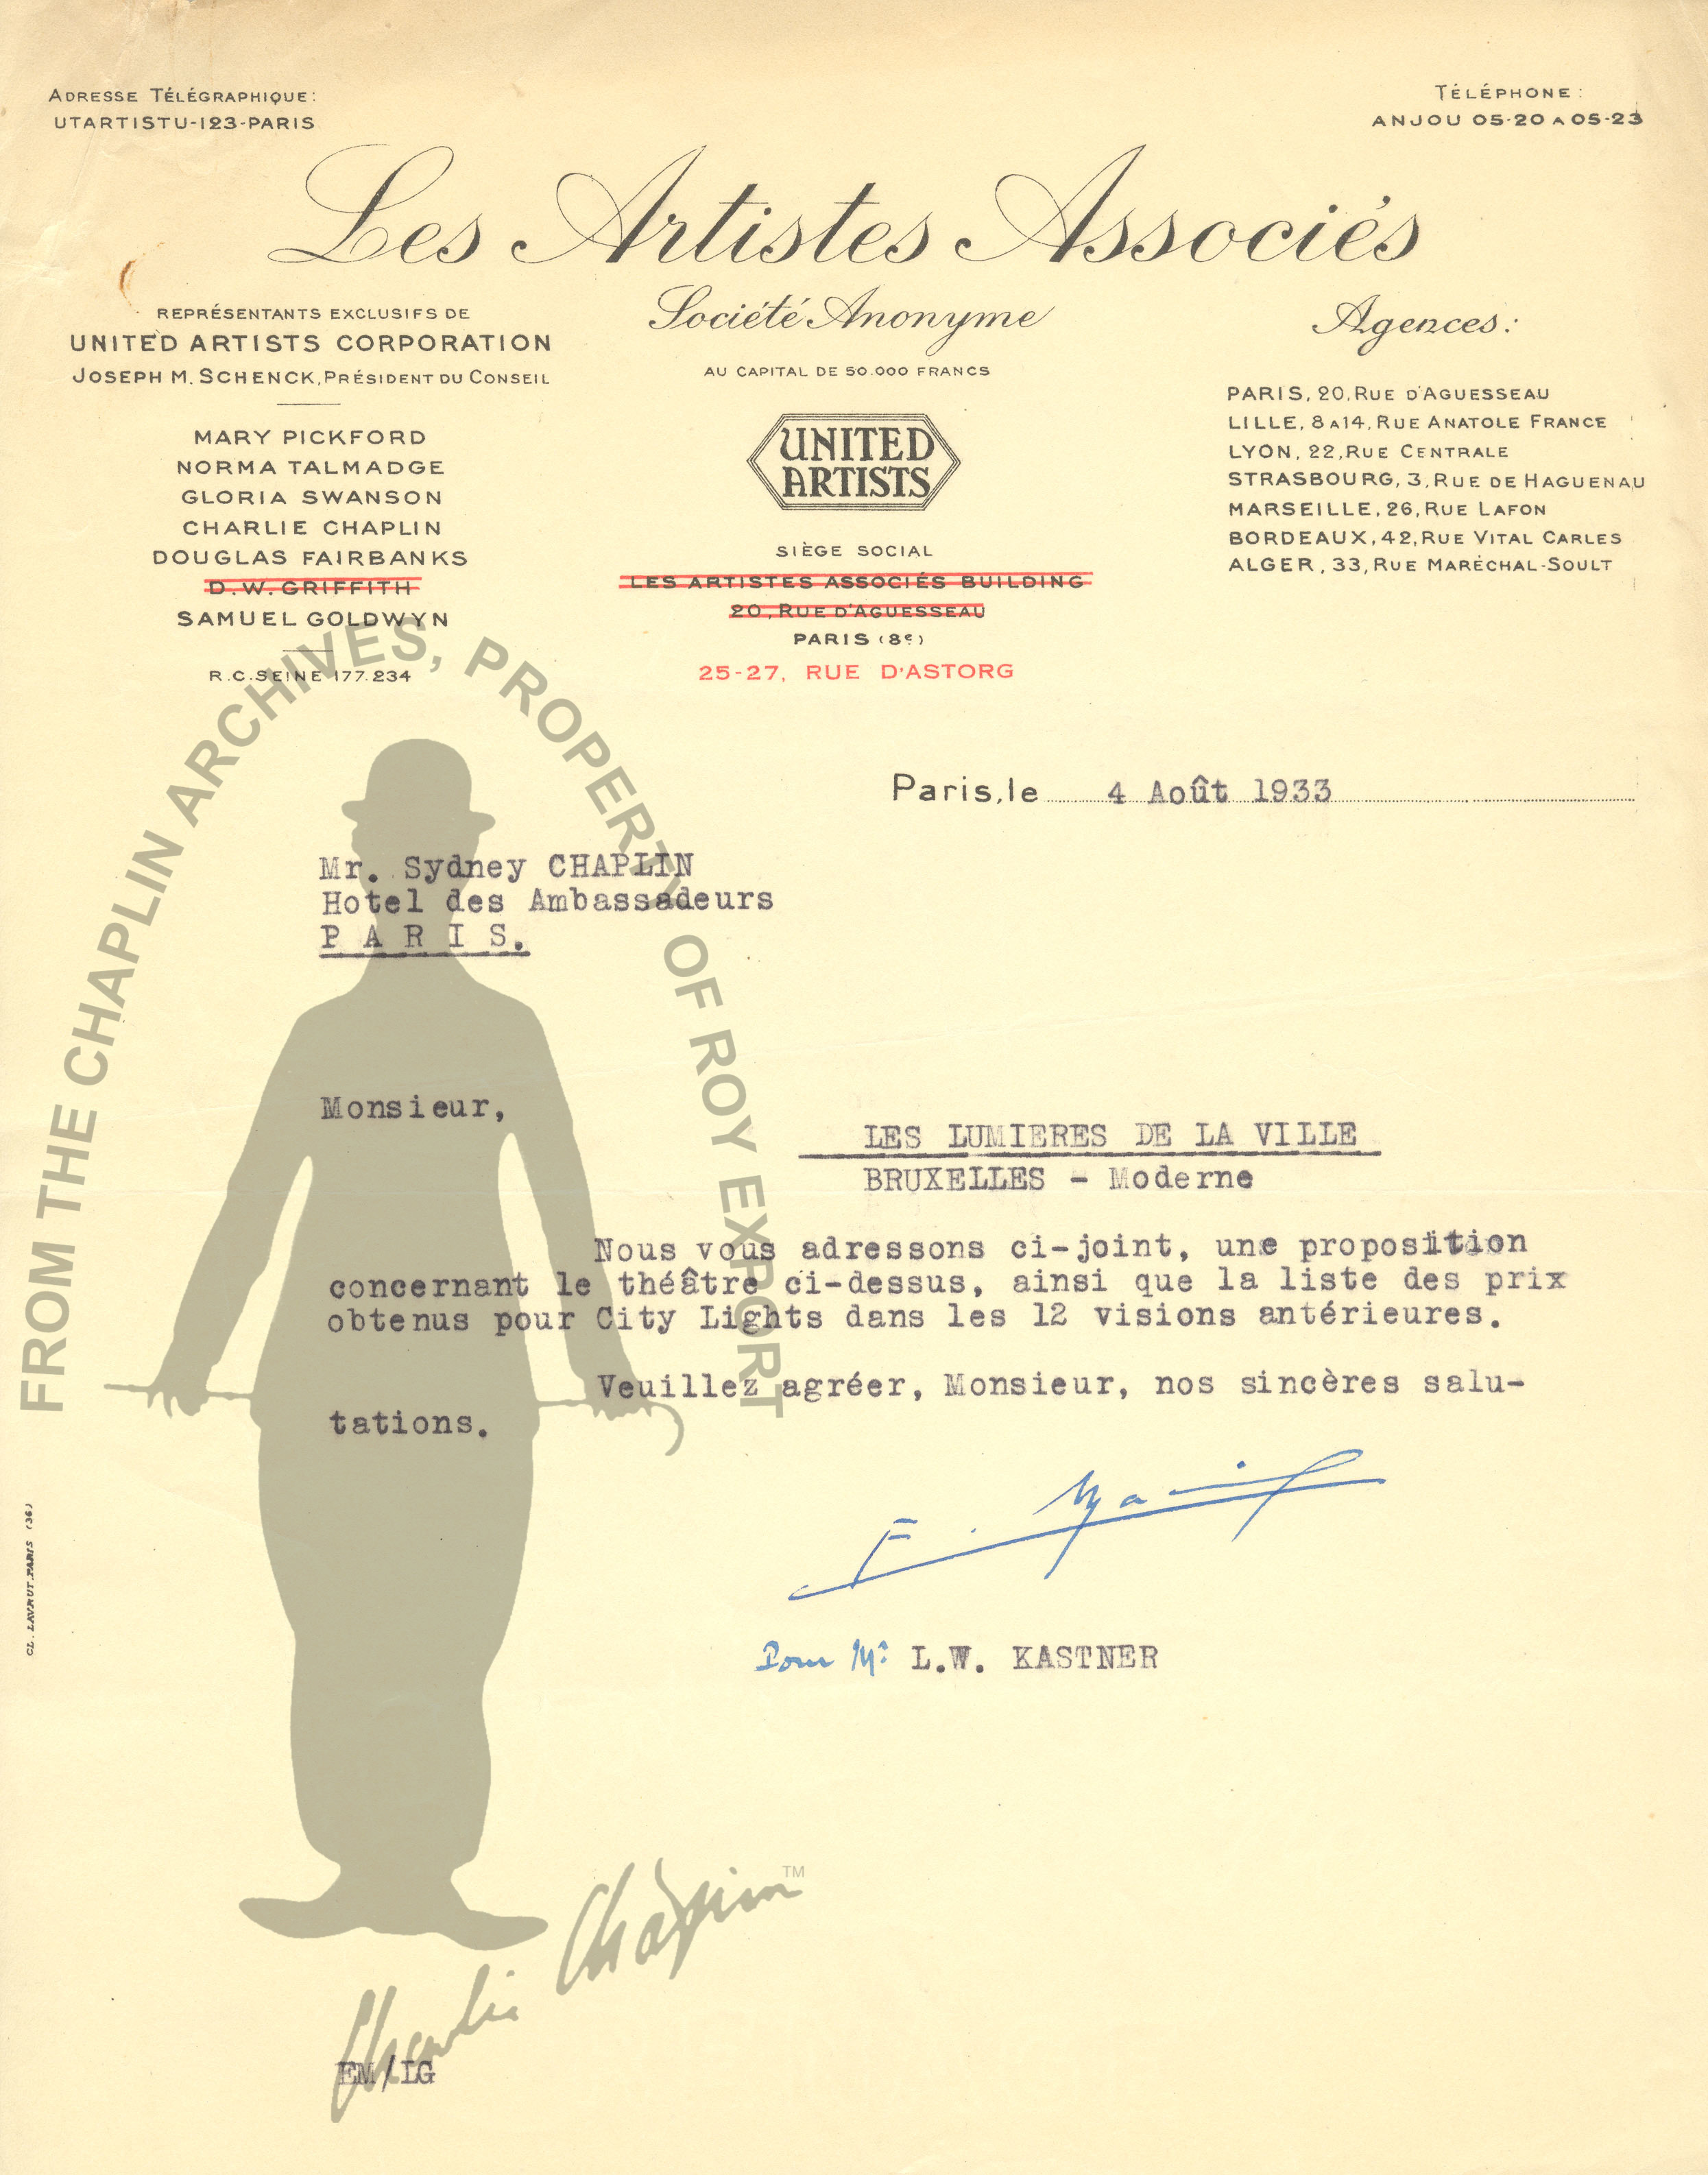 ADRESSE TÉLÉGRAPHIQUE:
UTARTISTU-123-PARIS
TÉLÉPHONE:
ANJOU 05-20 A 05-23
Les Artistes Associés
REPRÉSENTANTS EXCLUSIFS DE
UNITED ARTISTS CORPORATION
JOSEPH M. SCHENCK, PRÉSIDENT DU CONSEIL
MARY PICKFORD
NORMA TALMADGE
GLORIA SWANSON
CHARLIE CHAPLIN
DOUGLAS FAIRBANKS
D. W. GRIFFITH
SAMUEL GOLDWYN
R.C. SEINE 177.234
Société Anonyme
AU CAPITAL DE 50.000 FRANCS
UNITED
ARTISTS
SIÈGE SOCIAL
LES ARTISTES ASSOCIÉS BUILDING
20, RUE D'AGUESSEAU
PARIS (8e)
25-27, RUE D'ASTORG
Agences:
PARIS, 20, RUE D'AGUESSEAU
LILLE, 8 A 14, RUE ANATOLE FRANCE
LYON, 22, RUE CENTRALE
STRASBOURG, 3, RUE DE HAGUENAU
MARSEILLE, 26, RUE LAFON
BORDEAUX, 42, RUE VITAL CARLES
ALGER, 33, RUE MARÉCHAL-SOULT
FROM THE CHAPLIN ARCHIVES, PROPERTY OF ROY EXPORT
Paris, le 4 Août 1933
Mr. Sydney CHAPLIN
Hotel des Ambassadeurs
P A R I S.
Monsieur,
LES LUMIERES DE LA VILLE
BRUXELLES - Moderne
Nous vous adressons ci-joint, une proposition
concernant le théâtre ci-dessus, ainsi que la liste des prix
obtenus pour City Lights dans les 12 visions antérieures.
Veuillez agréer, Monsieur, nos sincères salu-
tations.
Pour Mr L.W. KASTNER
CL. LAVRUT. PARIS (36)
Charlie Chaplin™
EM/LG